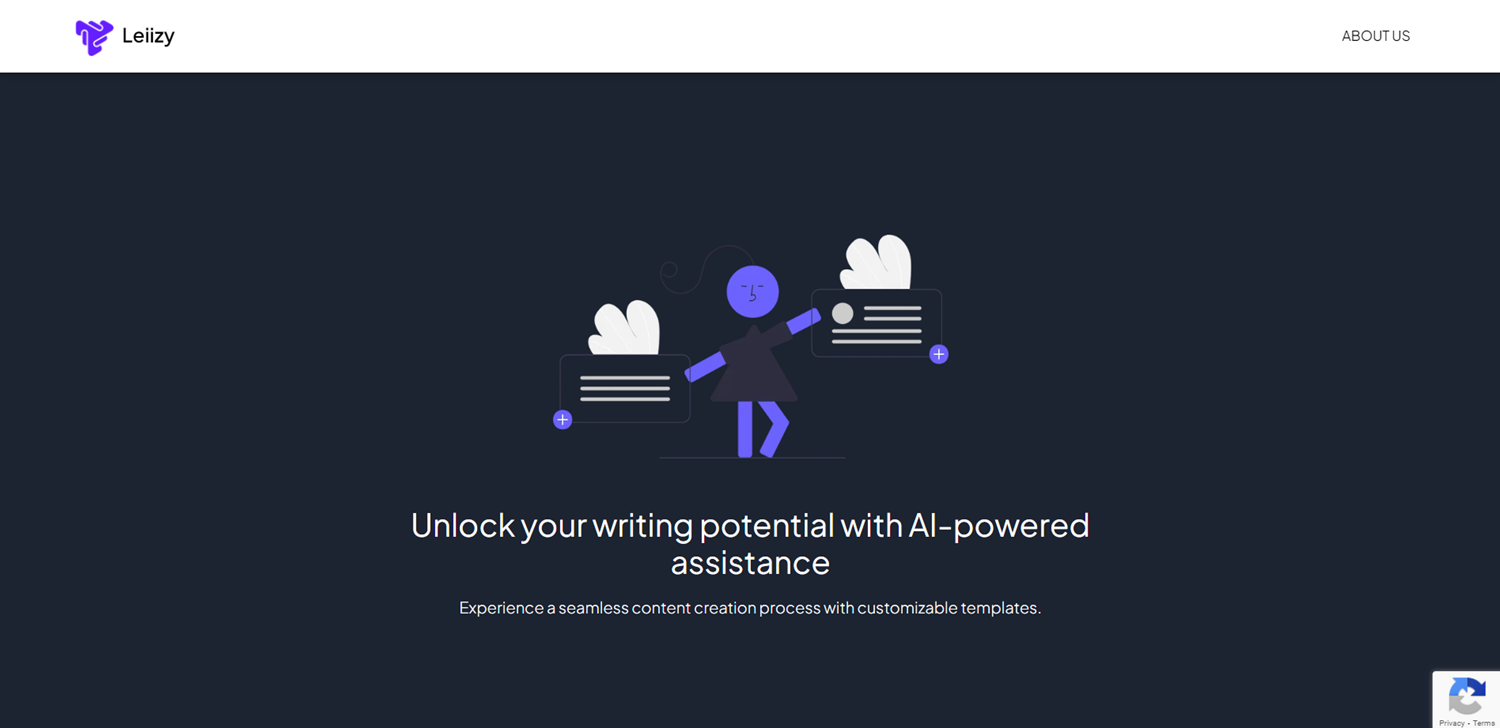 Leiizy
ABOUT US
Unlock your writing potential with AI-powered
assistance
Experience a seamless content creation process with customizable templates.
Privacy - Terms